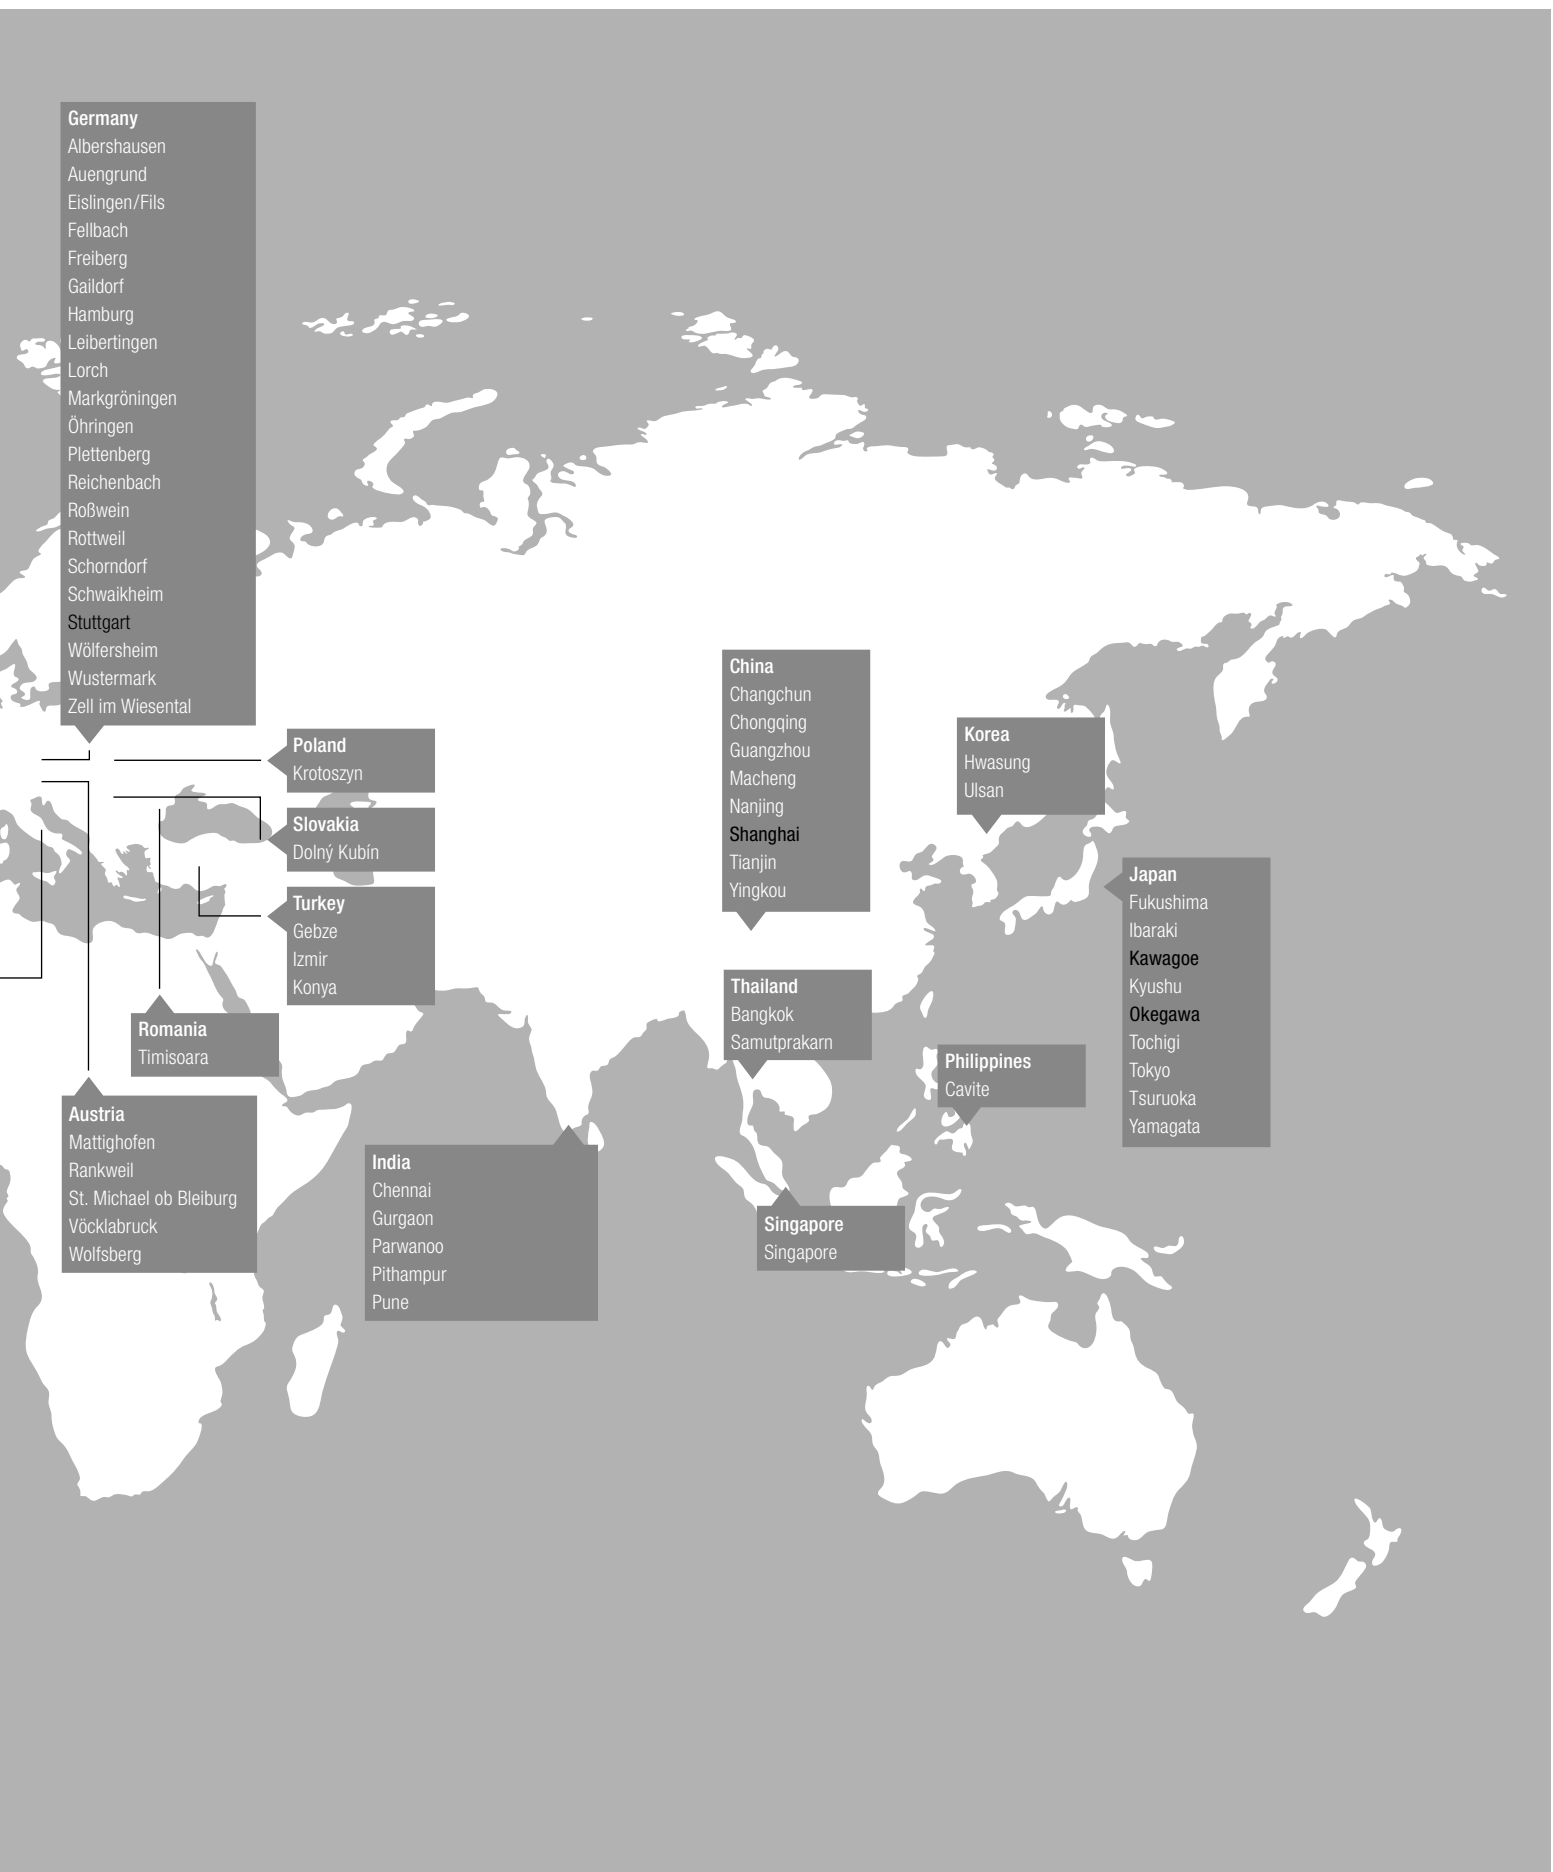 Germany
Albershausen
Auengrund
Eislingen/Fils
Fellbach
Freiberg
Gaildorf
Hamburg
Leibertingen
Lorch
Markgröningen
Öhringen
Plettenberg
Reichenbach
Roßwein
Rottweil
Schorndorf
Schwaikheim
Stuttgart
Wölfersheim
Wustermark
Zell im Wiesental
Poland
Krotoszyn
Slovakia
Dolný Kubín
Turkey
Gebze
Izmir
Konya
Romania
Timisoara
Austria
Mattighofen
Rankweil
St. Michael ob Bleiburg
Vöcklabruck
Wolfsberg
India
Chennai
Gurgaon
Parwanoo
Pithampur
Pune
China
Changchun
Chongqing
Guangzhou
Macheng
Nanjing
Shanghai
Tianjin
Yingkou
Thailand
Bangkok
Samutprakarn
Singapore
Singapore
Korea
Hwasung
Ulsan
Philippines
Cavite
Japan
Fukushima
Ibaraki
Kawagoe
Kyushu
Okegawa
Tochigi
Tokyo
Tsuruoka
Yamagata